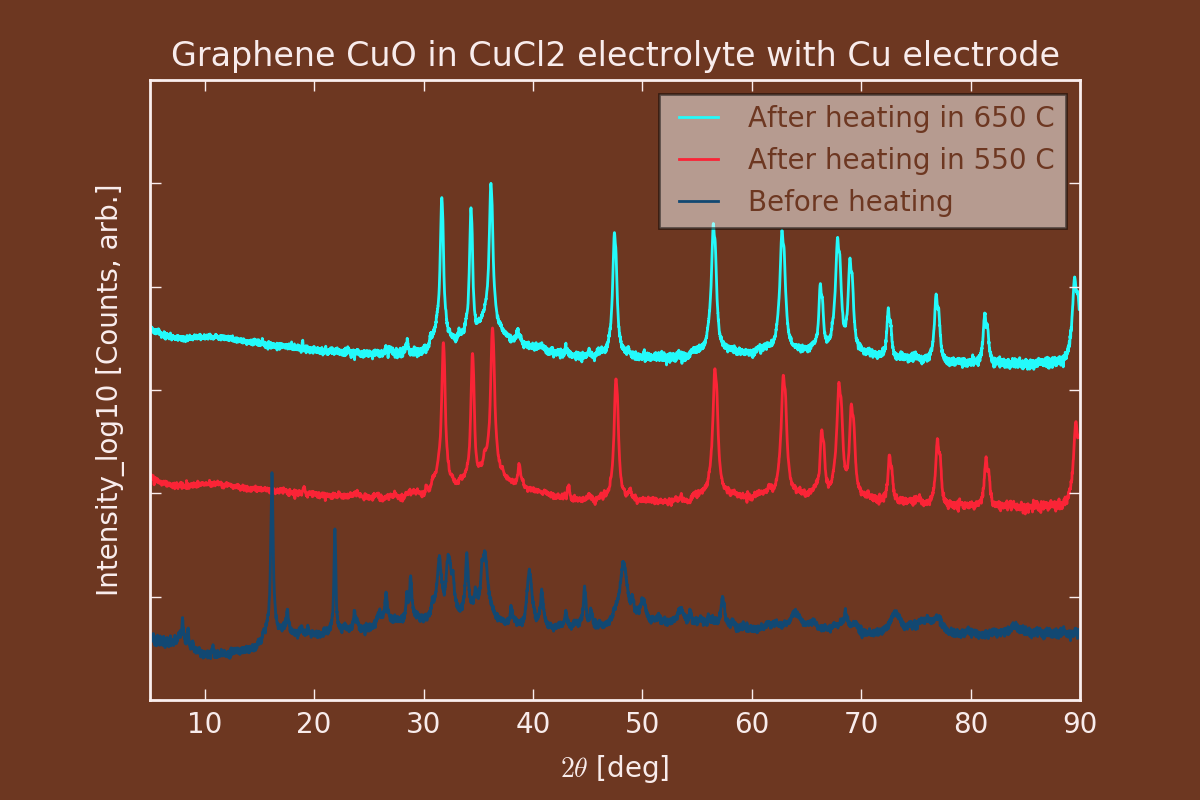 Graphene CuO in CuCl2 electrolyte with Cu electrode
After heating in 650 C
After heating in 550 C
Before heating
Intensity_log10 [Counts, arb.]
10 20 30 40 50 60 70 80 90
2θ [deg]